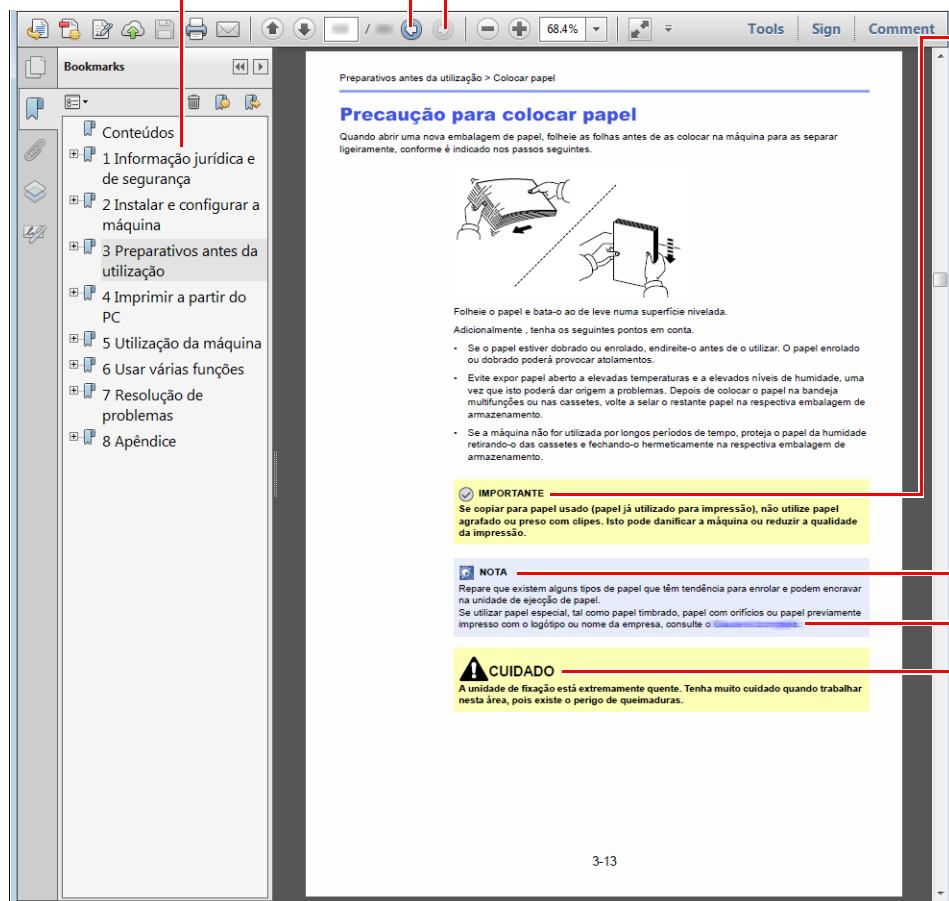 /
68.4%
Tools
Sign
Comment
Bookmarks
Conteúdos
1 Informação jurídica e
de segurança
2 Instalar e configurar a
máquina
3 Preparativos antes da
utilização
4 Imprimir a partir do
PC
5 Utilização da máquina
6 Usar várias funções
7 Resolução de
problemas
8 Apêndice
Preparativos antes da utilização > Colocar papel
Precaução para colocar papel
Quando abrir uma nova embalagem de papel, folheie as folhas antes de as colocar na máquina para as separar
ligeiramente, conforme é indicado nos passos seguintes.
Folheie o papel e bata-o ao de leve numa superfície nivelada.
Adicionalmente , tenha os seguintes pontos em conta.
• Se o papel estiver dobrado ou enrolado, endireite-o antes de o utilizar. O papel enrolado
ou dobrado poderá provocar atolamentos.
• Evite expor papel aberto a elevadas temperaturas e a elevados níveis de humidade, uma
vez que isto poderá dar origem a problemas. Depois de colocar o papel na bandeja
multifunções ou nas cassetes, volte a selar o restante papel na respectiva embalagem de
armazenamento.
• Se a máquina não for utilizada por longos períodos de tempo, proteja o papel da humidade
retirando-o das cassetes e fechando-o hermeticamente na respectiva embalagem de
armazenamento.
IMPORTANTE
Se copiar para papel usado (papel já utilizado para impressão), não utilize papel
agrafado ou preso com clipes. Isto pode danificar a máquina ou reduzir a qualidade
da impressão.
NOTA
Repare que existem alguns tipos de papel que têm tendência para enrolar e podem encravar
na unidade de ejecção de papel.
Se utilizar papel especial, tal como papel timbrado, papel com orifícios ou papel previamente
impresso com o logótipo ou nome da empresa, consulte o
CUIDADO
A unidade de fixação está extremamente quente. Tenha muito cuidado quando trabalhar
nesta área, pois existe o perigo de queimaduras.
3-13